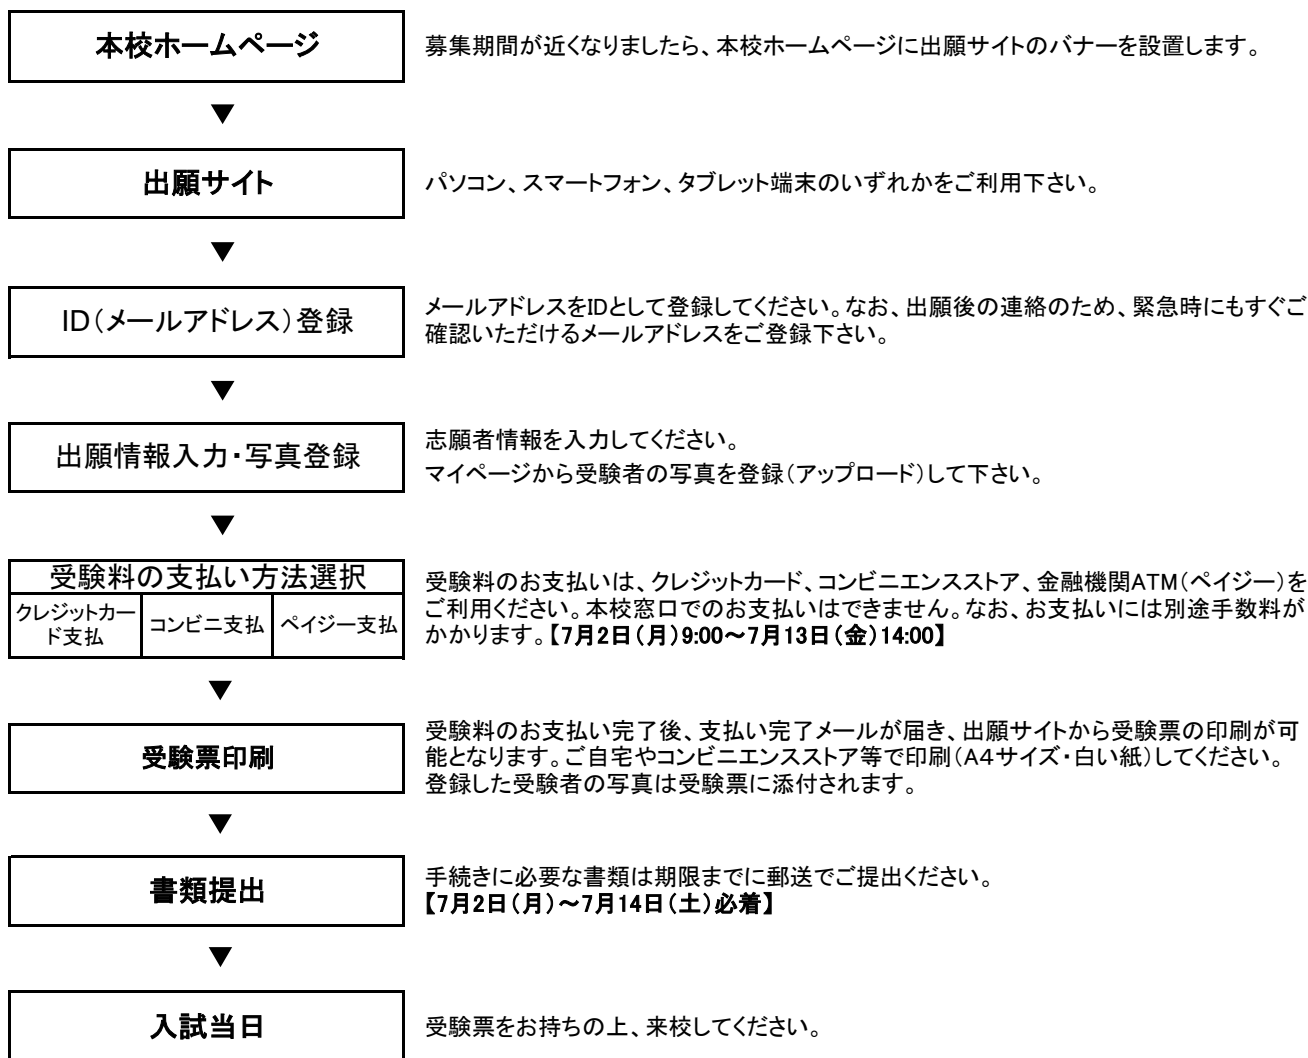 本校ホームページ
募集期間が近くなりましたら、本校ホームページに出願サイトのバナーを設置します。
▼
出願サイト
パソコン、スマートフォン、タブレット端末のいずれかをご利用下さい。
▼
ID(メールアドレス)登録
メールアドレスをIDとして登録してください。なお、出願後の連絡のため、緊急時にもすぐご
確認いただけるメールアドレスをご登録下さい。
▼
出願情報入力・写真登録
志願者情報を入力してください。
マイページから受験者の写真を登録(アップロード)して下さい。
▼
受験料の支払い方法選択
クレジットカー
ド支払
コンビニ支払
ペイジー支払
受験料のお支払いは、クレジットカード、コンビニエンスストア、金融機関ATM(ペイジー)を
ご利用ください。本校窓口でのお支払いはできません。なお、お支払いには別途手数料が
かかります。【7月2日(月)9:00~7月13日(金)14:00】
▼
受験票印刷
受験料のお支払い完了後、支払い完了メールが届き、出願サイトから受験票の印刷が可
能となります。ご自宅やコンビニエンスストア等で印刷(A4サイズ・白い紙)してください。
登録した受験者の写真は受験票に添付されます。
▼
書類提出
手続きに必要な書類は期限までに郵送でご提出ください。
【7月2日(月)~7月14日(土)必着】
▼
入試当日
受験票をお持ちの上、来校してください。